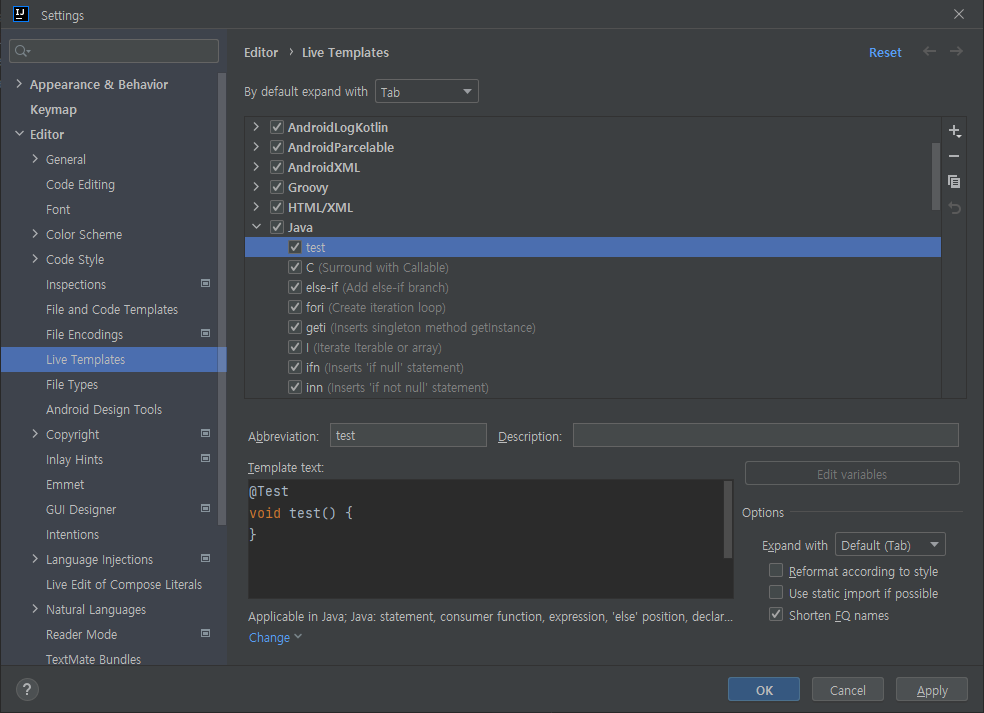 IJ Settings
Editor › Live Templates Reset
By default expand with Tab
Appearance & Behavior
Keymap
Editor
General
Code Editing
Font
Color Scheme
Code Style
Inspections
File and Code Templates
File Encodings
Live Templates
File Types
Android Design Tools
Copyright
Inlay Hints
Emmet
GUI Designer
Intentions
Language Injections
Live Edit of Compose Literals
Natural Languages
Reader Mode
TextMate Bundles
AndroidLogKotlin
AndroidParcelable
AndroidXML
Groovy
HTML/XML
Java
test
C (Surround with Callable)
else-if (Add else-if branch)
fori (Create iteration loop)
geti (Inserts singleton method getInstance)
I (Iterate Iterable or array)
ifn (Inserts 'if null' statement)
inn (Inserts 'if not null' statement)
Abbreviation: test Description:
Template text:
@Test
void test() {
}
Edit variables
Options
Expand with Default (Tab)
Reformat according to style
Use static import if possible
Shorten FQ names
Applicable in Java; Java: statement, consumer function, expression, 'else' position, declar...
Change
? OK Cancel Apply